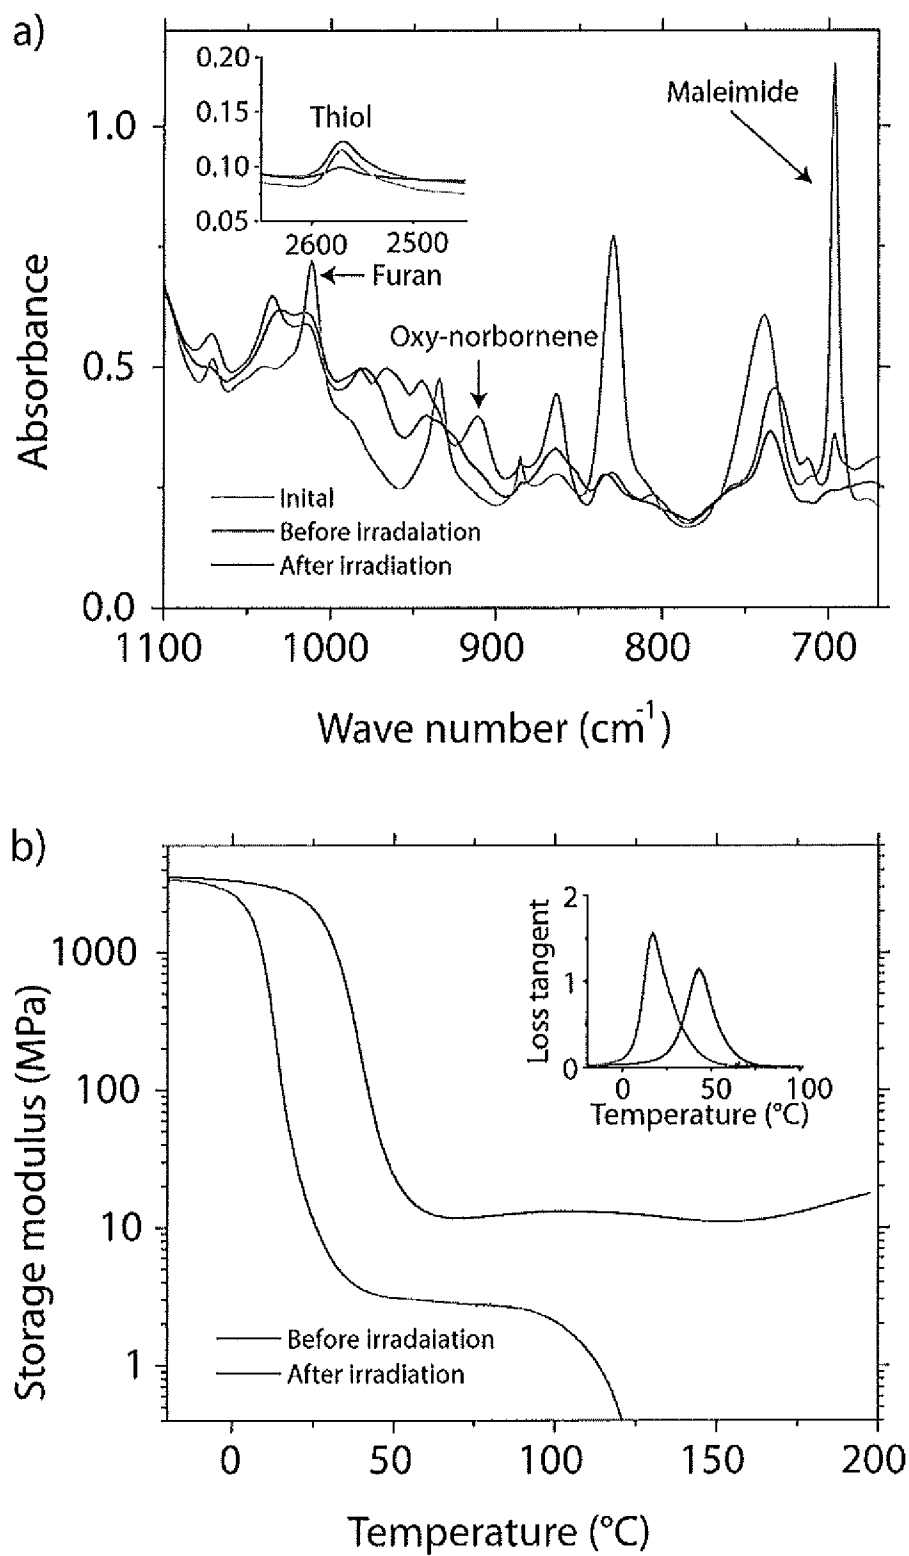 a)
0.20
0.15
0.10
0.05
Thiol
2600 2500
Maleimide
Furan
Oxy-norbornene
1.0
0.5
0.0
Absorbance
Inital
Before irradaiation
After irradiation
1100 1000 900 800 700
Wave number (cm-1)
b)
1000
100
10
1
Storage modulus (MPa)
2
1
0
Loss tangent
0 50 100
Temperature (°C)
Before irradaiation
After irradiation
0 50 100 150 200
Temperature (°C)